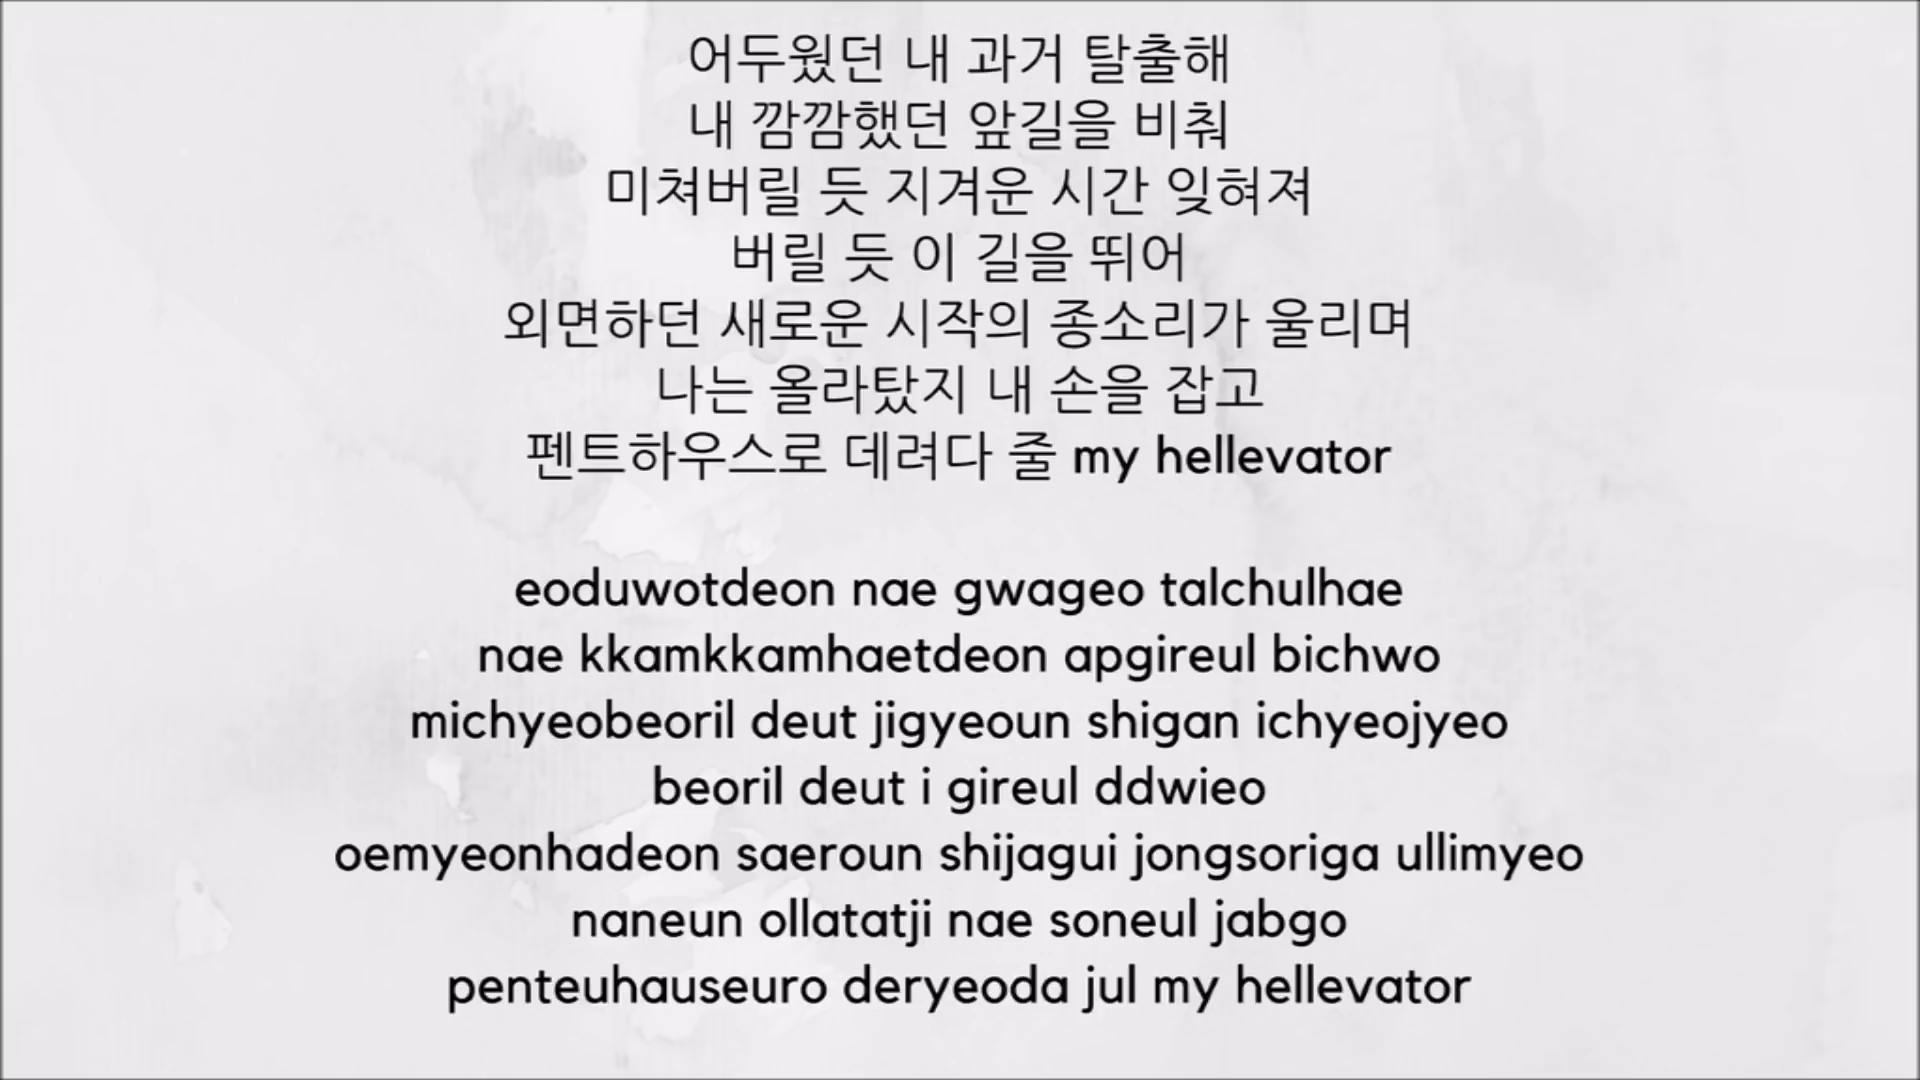 어두웠던 내 과거 탈출해
내 깜깜했던 앞길을 비춰
미쳐버릴 듯 지겨운 시간 잊혀져
버릴 듯 이 길을 뛰어
외면하던 새로운 시작의 종소리가 울리며
나는 올라탔지 내 손을 잡고
펜트하우스로 데려다 줄 my hellevator
eoduwotdeon nae gwageo talchulhae
nae kkamkkamhaetdeon apgireul bichwo
michyeobeoril deut jigyeoun shigan ichyeojyeo
beoril deut i gireul ddwieo
oemyeonhadeon saeroun shijagui jongsoriga ullimyeo
naneun ollatatji nae soneul jabgo
penteuhauseuro deryeoda jul my hellevator